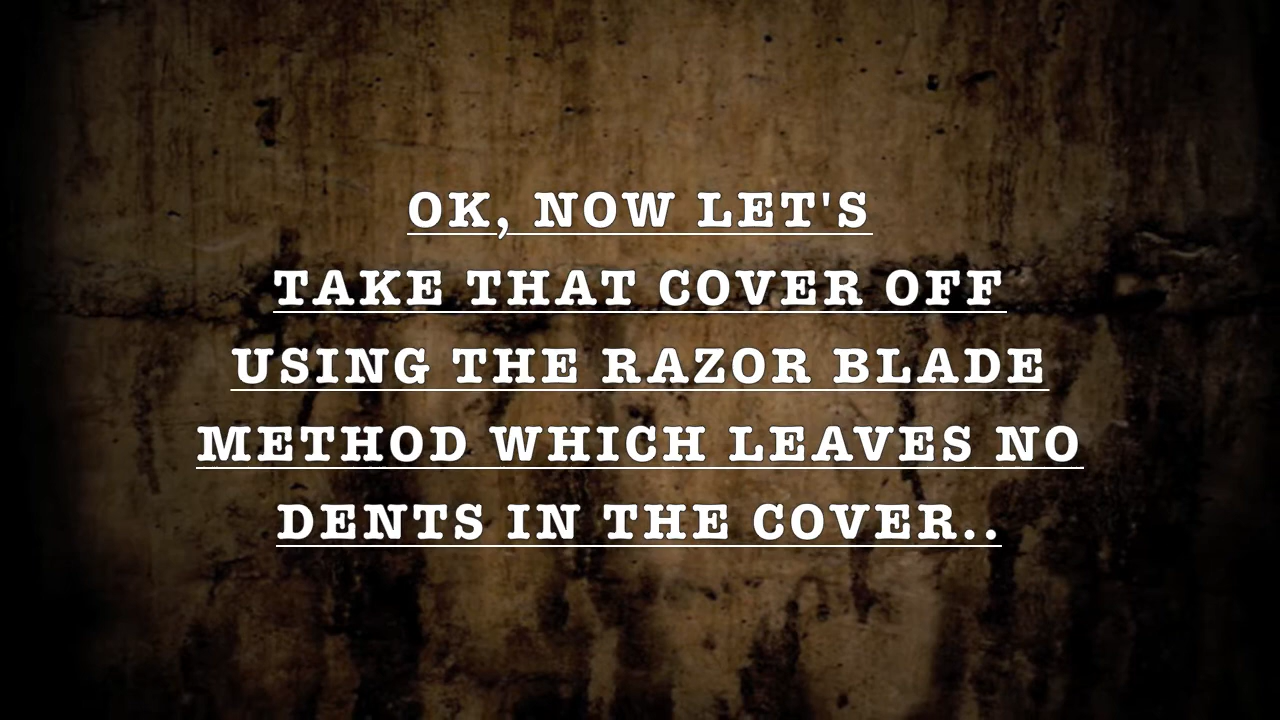 OK, NOW LET'S
TAKE THAT COVER OFF
USING THE RAZOR BLADE
METHOD WHICH LEAVES NO
DENTS IN THE COVER..